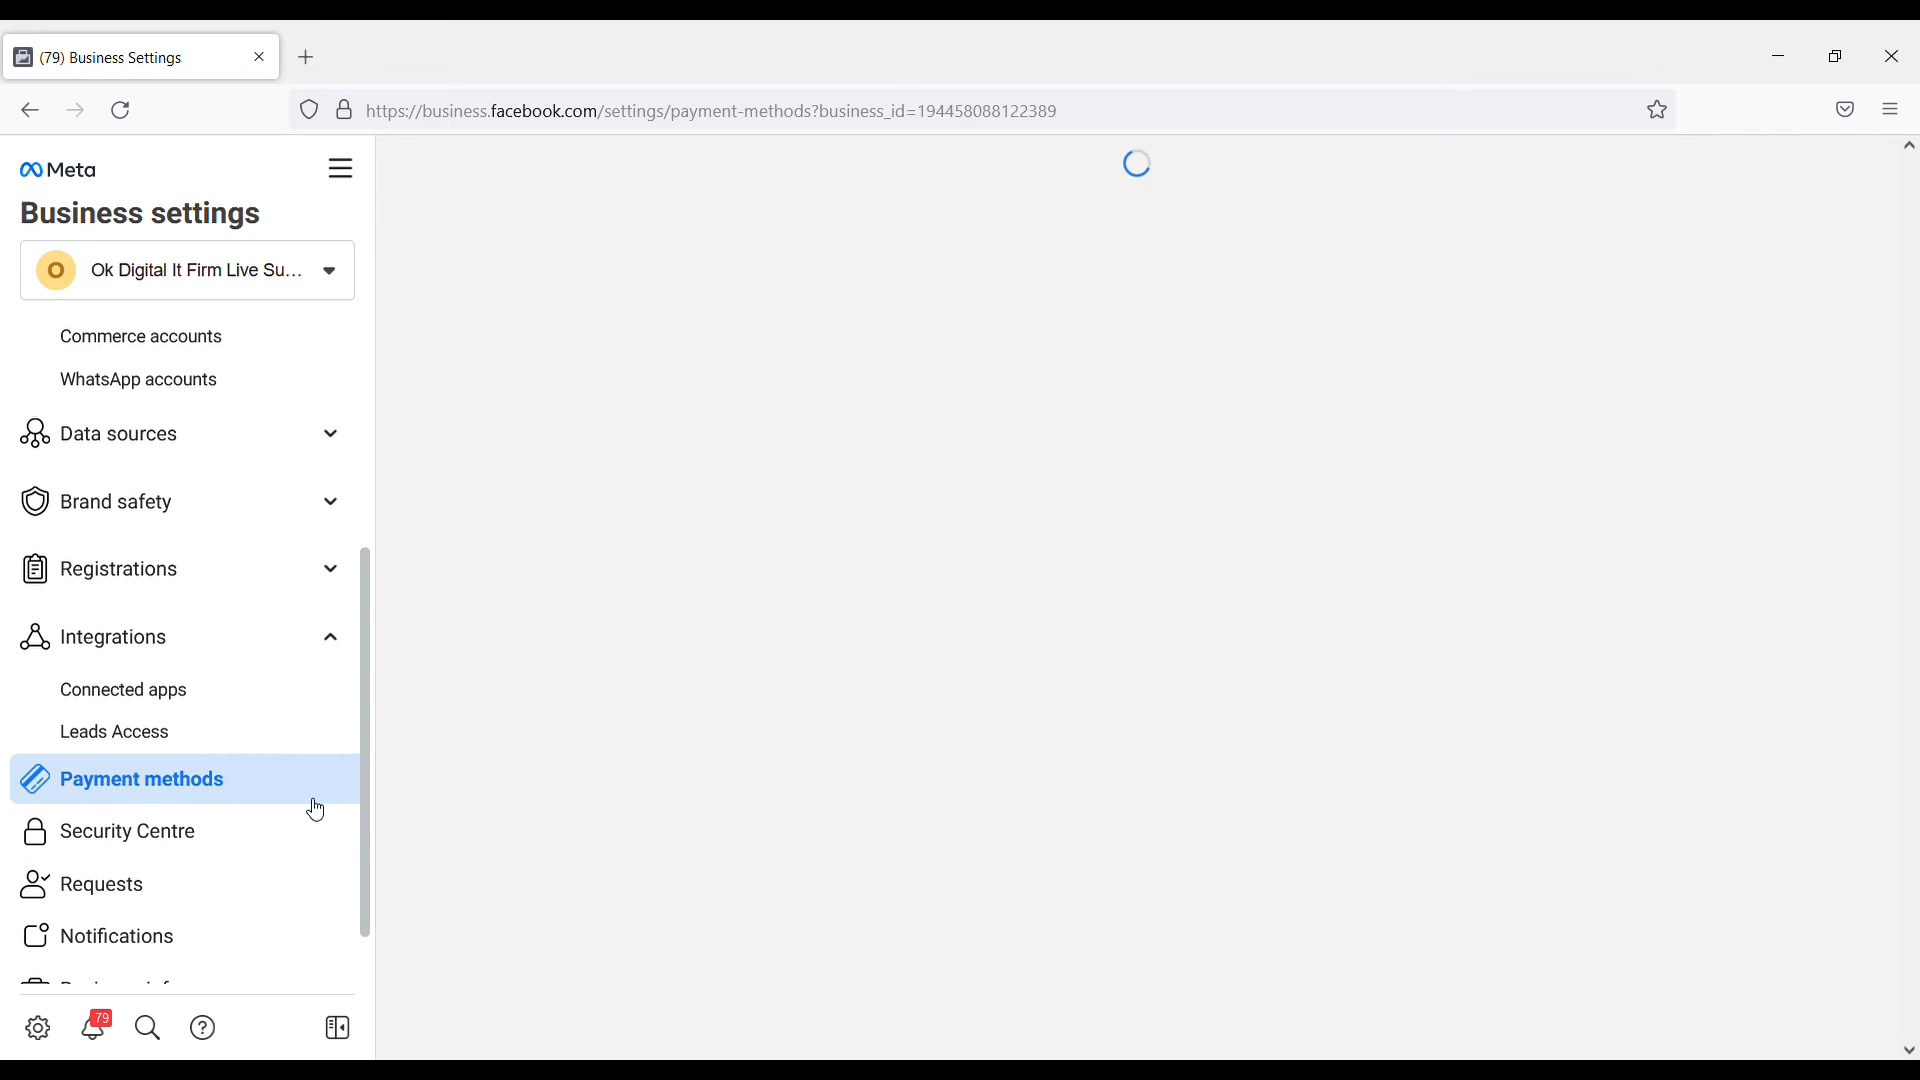 (79) Business Settings
https://business.facebook.com/settings/payment-methods?business_id=194458088122389
Meta
Business settings
O
Ok Digital It Firm Live Su...
Commerce accounts
WhatsApp accounts
Data sources
Brand safety
Registrations
Integrations
Connected apps
Leads Access
Payment methods
Security Centre
Requests
Notifications
79